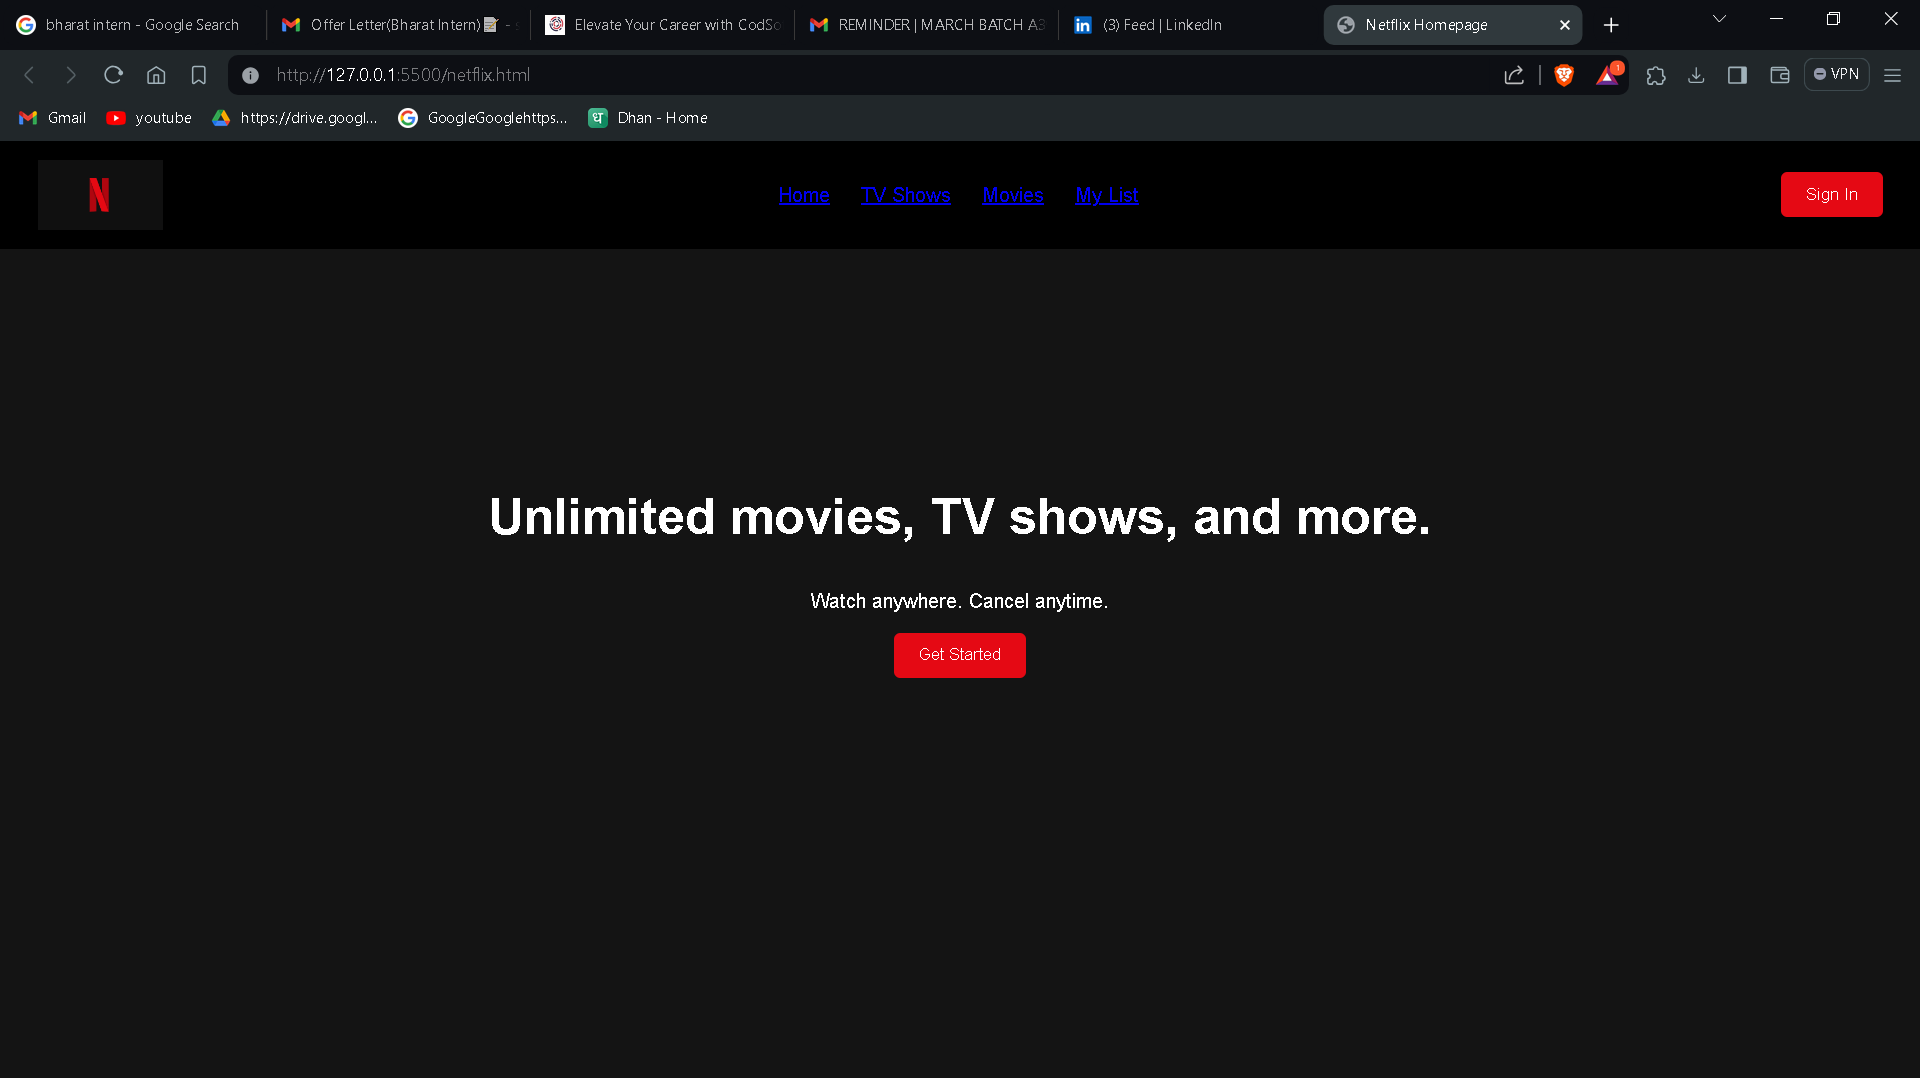 bharat intern - Google Search
Offer Letter(Bharat Intern)📝 -
Elevate Your Career with CodSo
REMINDER | MARCH BATCH A3
(3) Feed | LinkedIn
Netflix Homepage
http://127.0.0.1:5500/netflix.html
1
VPN
Gmail
youtube
https://drive.googl...
GoogleGooglehttps...
ध
Dhan - Home
N
Home
TV Shows
Movies
My List
Sign In
Unlimited movies, TV shows, and more.
Watch anywhere. Cancel anytime.
Get Started